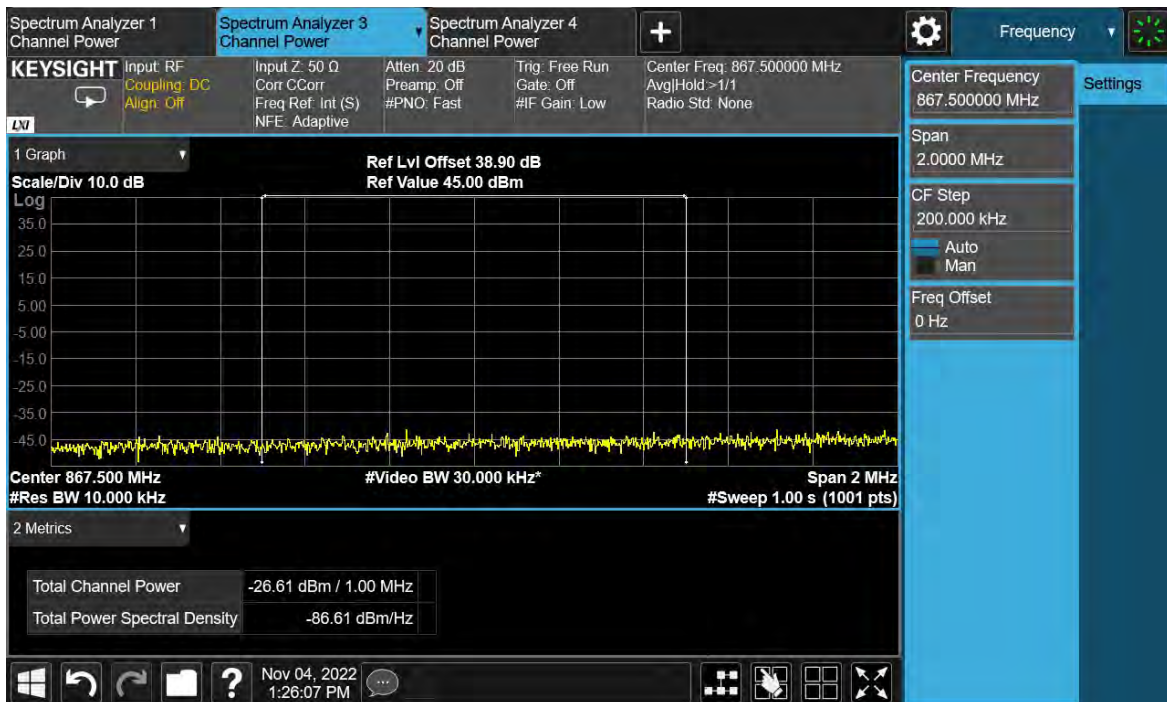 Spectrum Analyzer 1
Channel Power
Spectrum Analyzer 3
Channel Power
Spectrum Analyzer 4
Channel Power
Frequency
KEYSIGHT
LXI
Input: RF
Coupling: DC
Align: Off
Input Z: 50 Ω
Corr CCorr
Freq Ref: Int (S)
NFE: Adaptive
Atten: 20 dB
Preamp: Off
#PNO: Fast
Trig: Free Run
Gate: Off
#IF Gain: Low
Center Freq: 867.500000 MHz
Avg|Hold:>1/1
Radio Std: None
1 Graph
Scale/Div 10.0 dB
Ref Lvl Offset 38.90 dB
Ref Value 45.00 dBm
Log
35.0
25.0
15.0
5.00
-5.00
-15.0
-25.0
-35.0
-45.0
Center 867.500 MHz
#Video BW 30.000 kHz*
Span 2 MHz
#Res BW 10.000 kHz
#Sweep 1.00 s (1001 pts)
2 Metrics
Total Channel Power -26.61 dBm / 1.00 MHz
Total Power Spectral Density -86.61 dBm/Hz
?
Nov 04, 2022
1:26:07 PM
Center Frequency
867.500000 MHz
Span
2.0000 MHz
CF Step
200.000 kHz
Auto
Man
Freq Offset
0 Hz
Settings